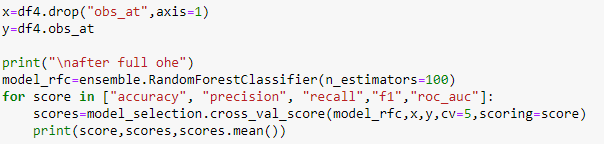 x=df4.drop("obs_at",axis=1)
y=df4.obs_at
print("\nafter full ohe")
model_rfc=ensemble.RandomForestClassifier(n_estimators=100)
for score in ["accuracy", "precision", "recall","f1","roc_auc"]:
    scores=model_selection.cross_val_score(model_rfc,x,y,cv=5,scoring=score)
    print(score,scores,scores.mean())